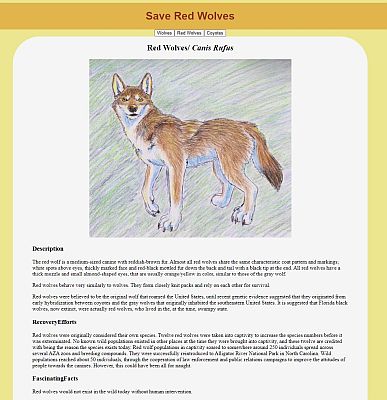 Save Red Wolves
Wolves Red Wolves Coyotes
Red Wolves/ Canis Rufus
Description
The red wolf is a medium-sized canine with reddish-brown fur. Almost all red wolves share the same characteristic coat pattern and markings;
white spots above eyes, thickly marked face and red-black mottled fur down the back and tail with a black tip at the end. All red wolves have a
thick muzzle and small almond-shaped eyes, that are usually orange/yellow in color, similar to those of the gray wolf.
Red wolves behave very similarly to wolves. They form closely knit packs and rely on each other for survival.
Red wolves were believed to be the original wolf that roamed the United States, until recent genetic evidence suggested that they originated from
early hybridization between coyotes and the gray wolves that originally inhabited the southeastern United States. It is suggested that Florida black
wolves, now extinct, were actually red wolves, who lived in the, at the time, swampy state.
RecoveryEfforts
Red wolves were originally considered their own species. Twelve red wolves were taken into captivity to increase the species numbers before it
was exterminated. No known wild populations existed in other places at the time they were brought into captivity, and these twelve are credited
with being the reason the species exists today. Red wolf populations in captivity soared to somewhere around 250 individuals spread across
several AZA zoos and breeding compounds. They were successfully reintroduced to Alligator River National Park in North Carolina. Wild
populations reached about 50 individuals, through the cooperation of law enforcement and public relations campaigns to improve the attitudes of
people towards the canines. However, this could have been all for naught.
FascinatingFacts
Red wolves would not exist in the wild today without human intervention.